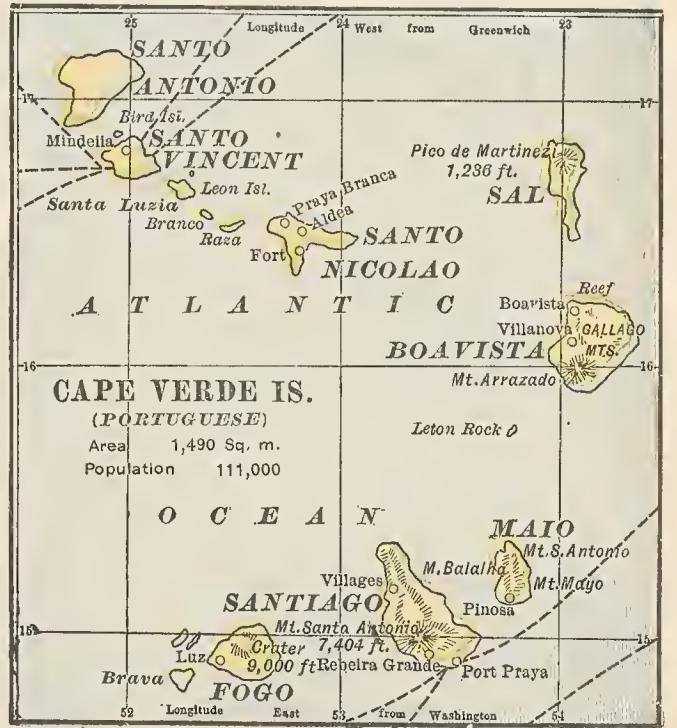 25 Longitude 24 West from Greenwich 23
SANTO
ANTONIO
17 17
Bird Isl.
Mindella
SANTO
VINCENT
Leon Isl.
Santa Luzia
Branco
Raza
Praya Branca
Aldea
Fort
SANTO
NICOLAO
Pico de Martinez
1,236 ft.
SAL
ATLANTIC
Reef
Boavista
Villanova
GALLAGO
MTS.
BOAVISTA
16 16
Mt. Arrazado
CAPE VERDE IS.
(PORTUGUESE)
Area 1,490 Sq. m.
Population 111,000
Leton Rock
OCEAN
MAIO
Mt. S. Antonio
M. Balalha
Mt. Mayo
Pinosa
Villages
SANTIAGO
15 15
Mt. Santa Antonio
7,404 ft.
Crater
9,000 ft
Luz
Rebeira Grande
Port Praya
Brava
FOGO
52 Longitude East 53 from Washington 54